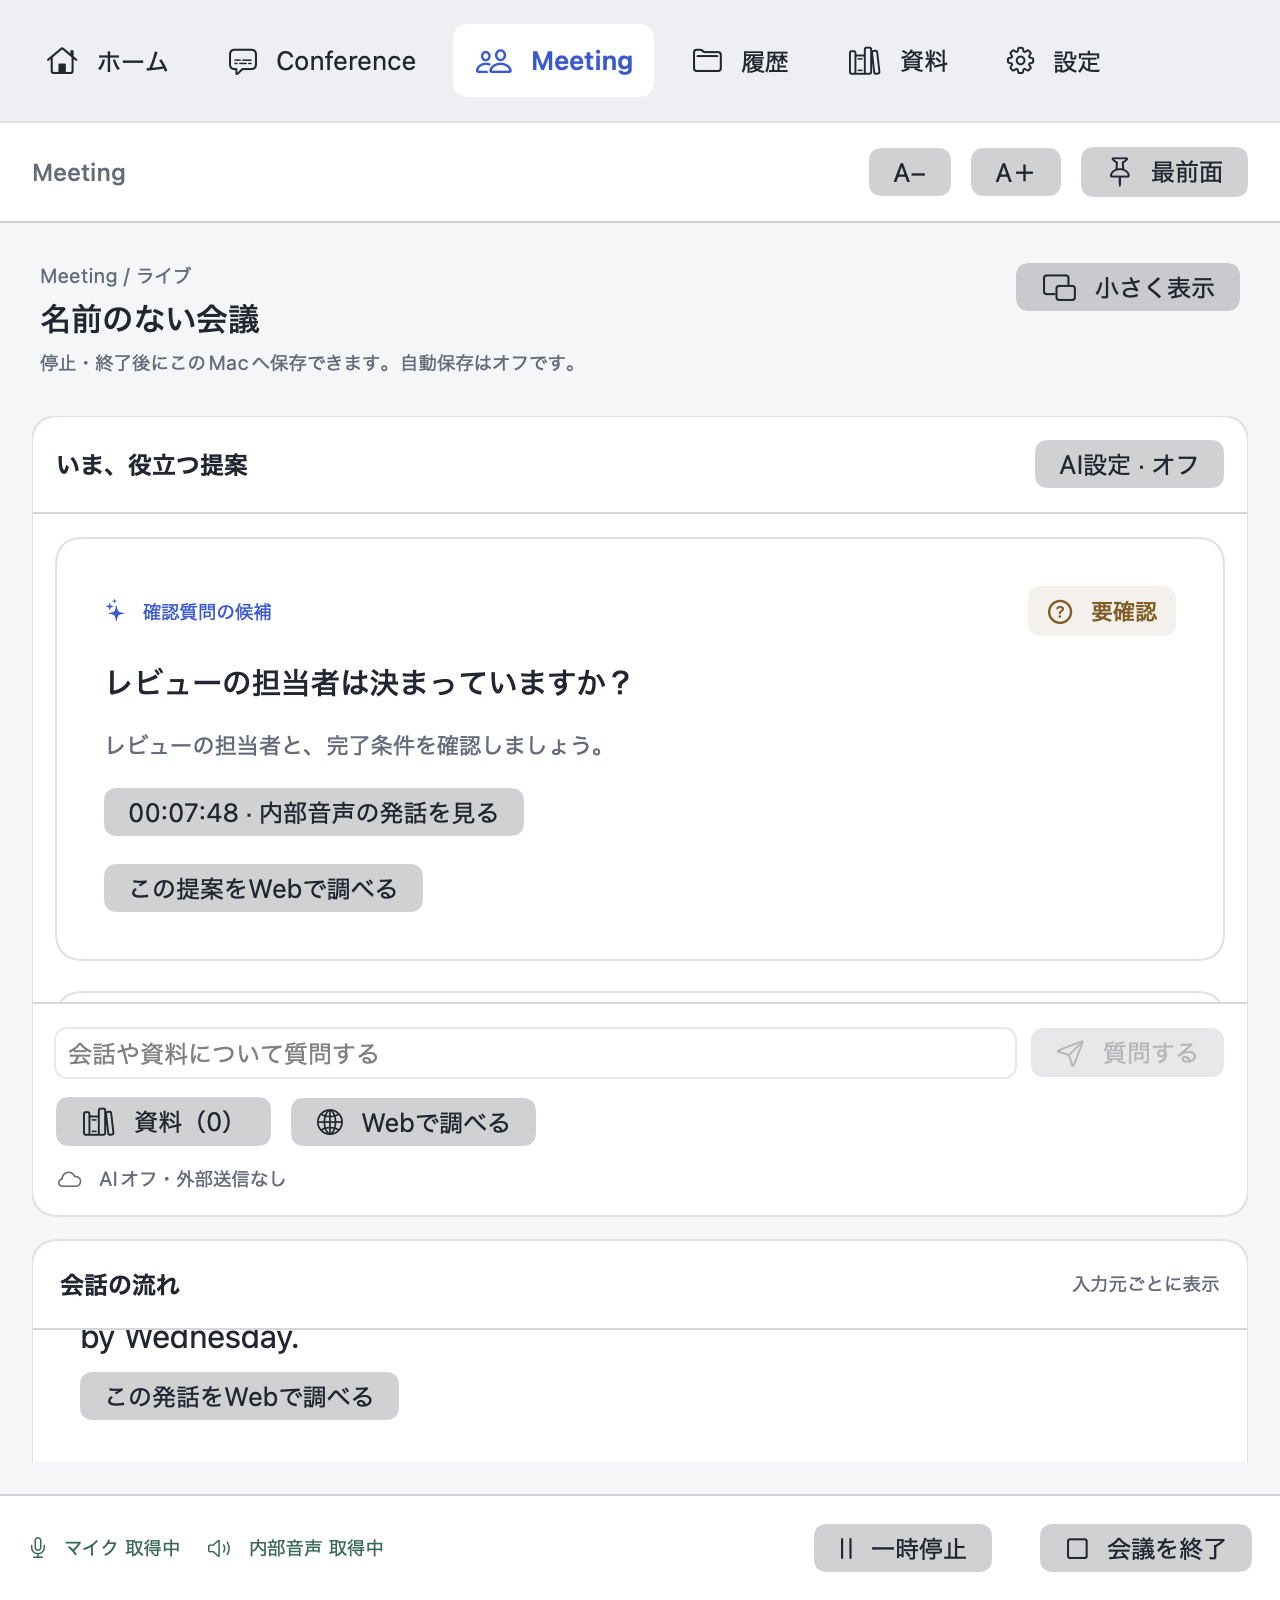 ホーム Conference Meeting 履歴 資料 設定
Meeting A− A+ 最前面
Meeting / ライブ
小さく表示
名前のない会議
停止・終了後にこのMacへ保存できます。自動保存はオフです。
いま、役立つ提案 AI設定 · オフ
確認質問の候補 要確認
レビューの担当者は決まっていますか？
レビューの担当者と、完了条件を確認しましょう。
00:07:48 · 内部音声の発話を見る
この提案をWebで調べる
会話や資料について質問する 質問する
資料（0） Webで調べる
AIオフ・外部送信なし
会話の流れ 入力元ごとに表示
by Wednesday.
この発話をWebで調べる
マイク 取得中 内部音声 取得中 一時停止 会議を終了